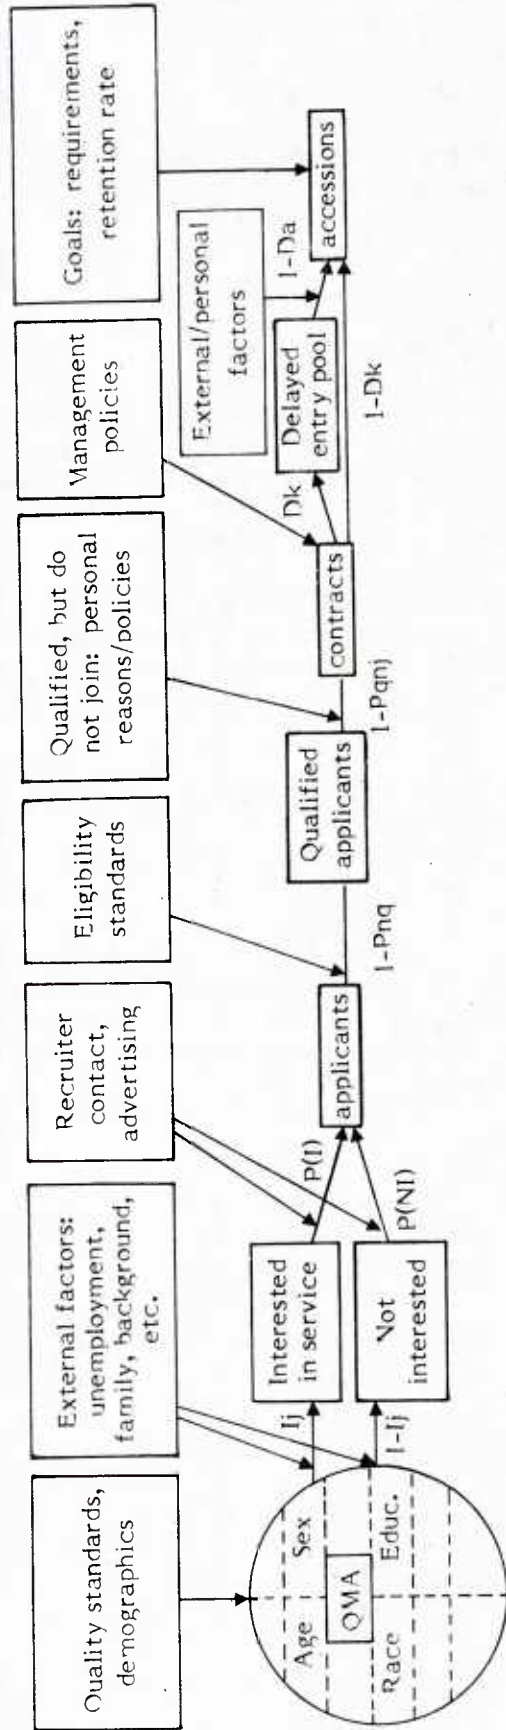 Quality standards,
demographics
External factors:
unemployment,
family, background,
etc.
Recruiter
contact,
advertising
Eligibility
standards
Qualified, but do
not join: personal
reasons/policies
Management
policies
Goals: requirements,
retention rate
External/personal
factors
Age
Sex
QMA
Race
Educ.
Ij
1-Ij
Interested
in service
Not
interested
P(I)
P(NI)
applicants
1-Pnq
Qualified
applicants
1-Pqnj
contracts
Dk
Delayed
entry pool
1-Da
1-Dk
accessions